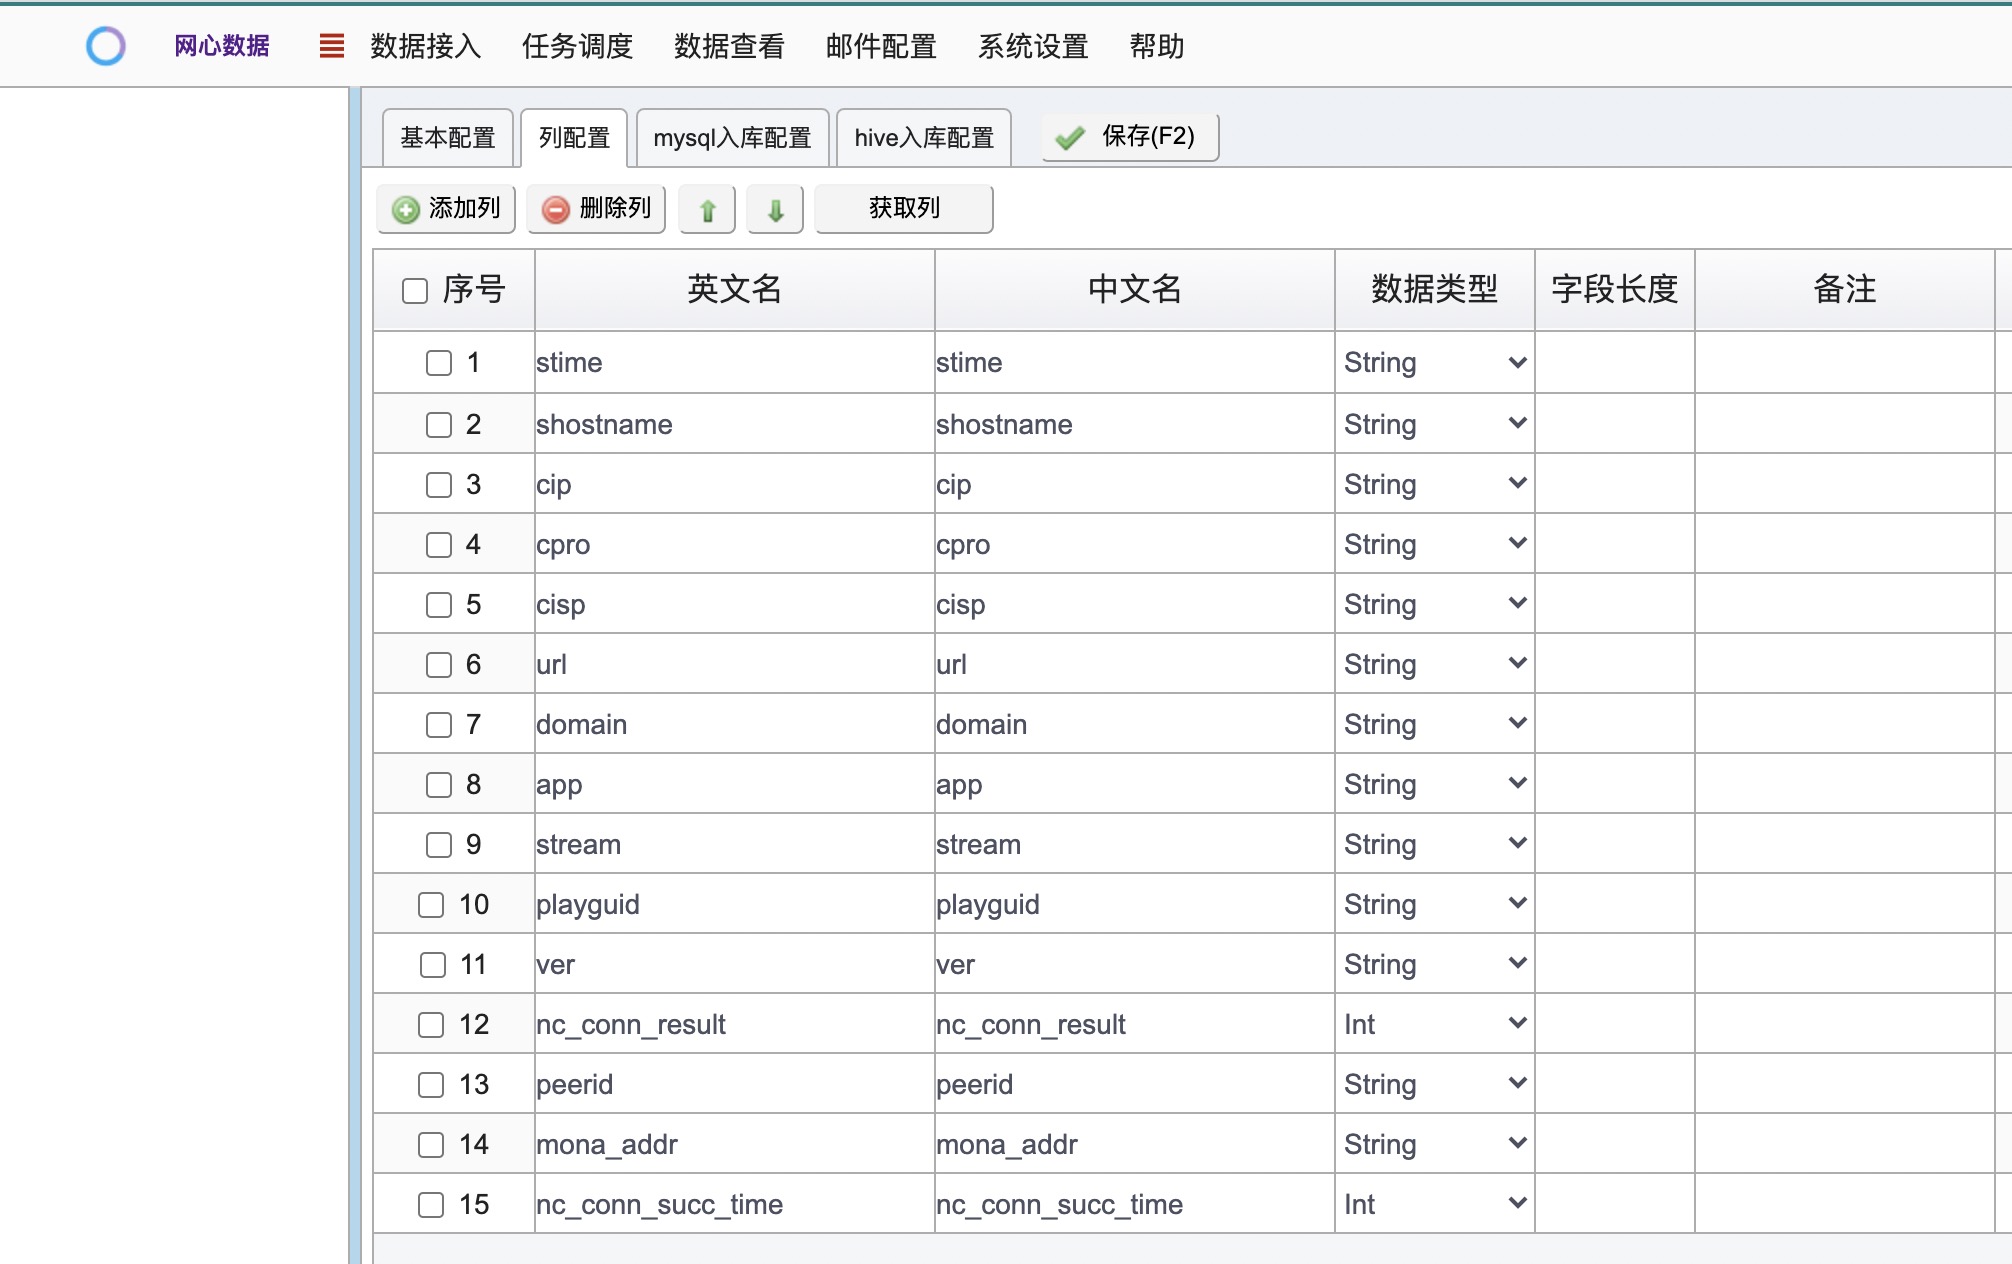 网心数据 数据接入 任务调度 数据查看 邮件配置 系统设置 帮助
基本配置 列配置 mysql入库配置 hive入库配置 保存(F2)
添加列 删除列 获取列
序号 英文名 中文名 数据类型 字段长度 备注
1 stime stime String
2 shostname shostname String
3 cip cip String
4 cpro cpro String
5 cisp cisp String
6 url url String
7 domain domain String
8 app app String
9 stream stream String
10 playguid playguid String
11 ver ver String
12 nc_conn_result nc_conn_result Int
13 peerid peerid String
14 mona_addr mona_addr String
15 nc_conn_succ_time nc_conn_succ_time Int